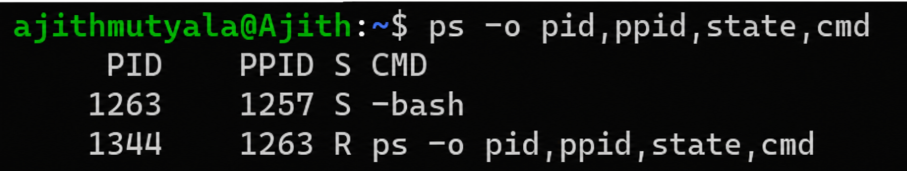 ajithmutyala@Ajith:~$ ps -o pid,ppid,state,cmd
PID PPID S CMD
1263 1257 S -bash
1344 1263 R ps -o pid,ppid,state,cmd